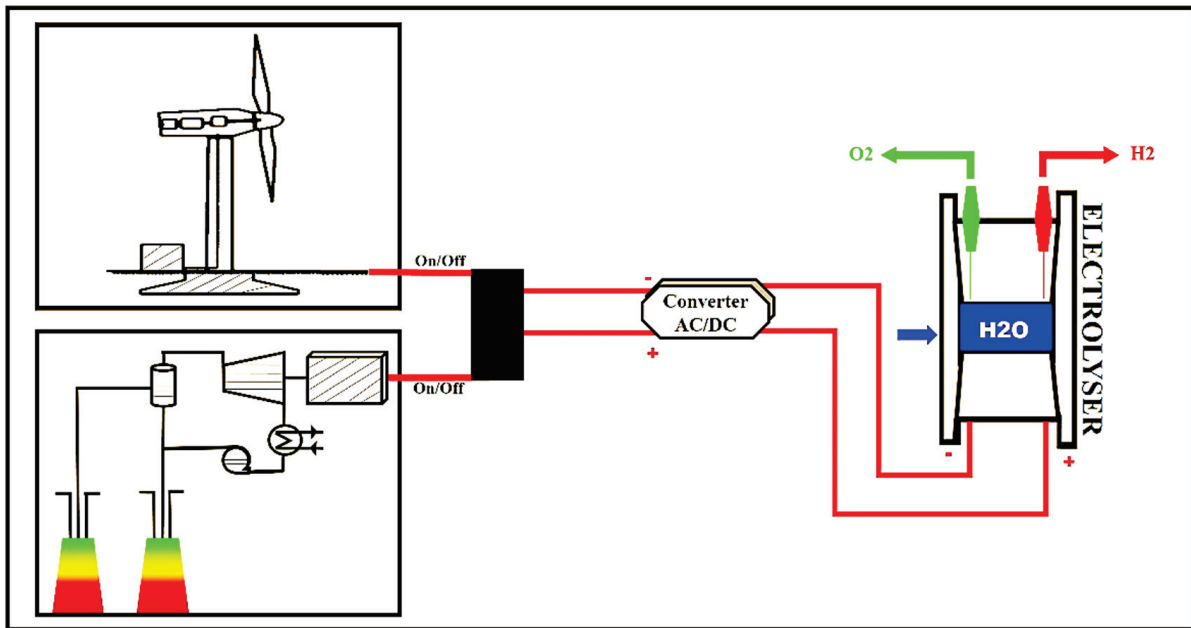 On/Off
On/Off
-
Converter
AC/DC
+
O2
H2
H2O
ELECTROLYSER
-
+